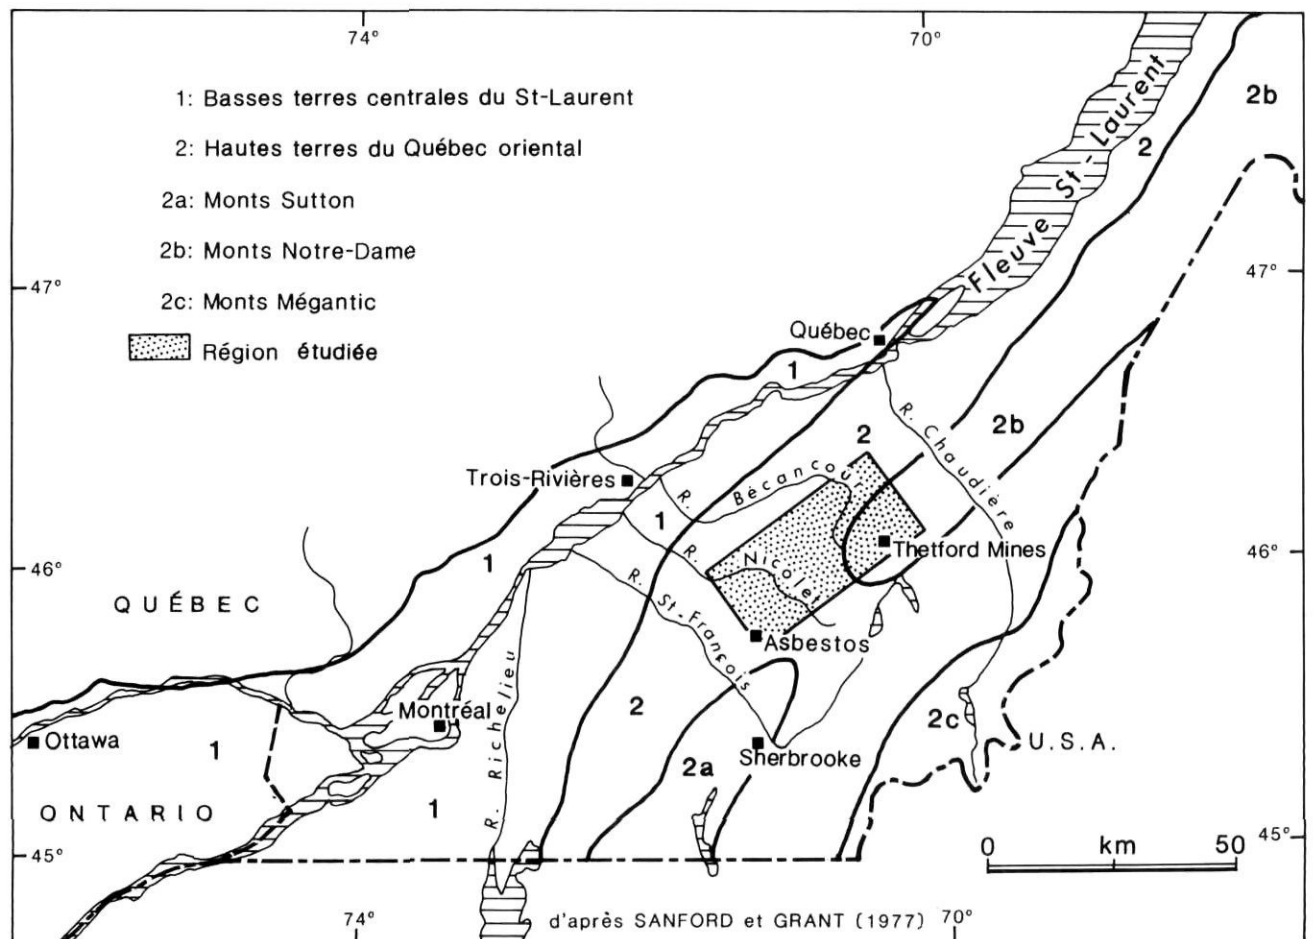 74°
70°
1: Basses terres centrales du St-Laurent
2: Hautes terres du Québec oriental
2a: Monts Sutton
2b: Monts Notre-Dame
2c: Monts Mégantic
Région étudiée
Fleuve St-Laurent
2b
2
47°
47°
Québec
1
2b
2
R. Chaudière
Trois-Rivières
R. Bécancour
1
Thetford Mines
46°
46°
1
R. Nicolet
QUÉBEC
R. St-François
Asbestos
R. Richelieu
Montréal
2
2c
Ottawa
1
U.S.A.
Sherbrooke
2a
ONTARIO
1
45°
45°
0 km 50
74°
d'après SANFORD et GRANT (1977)
70°